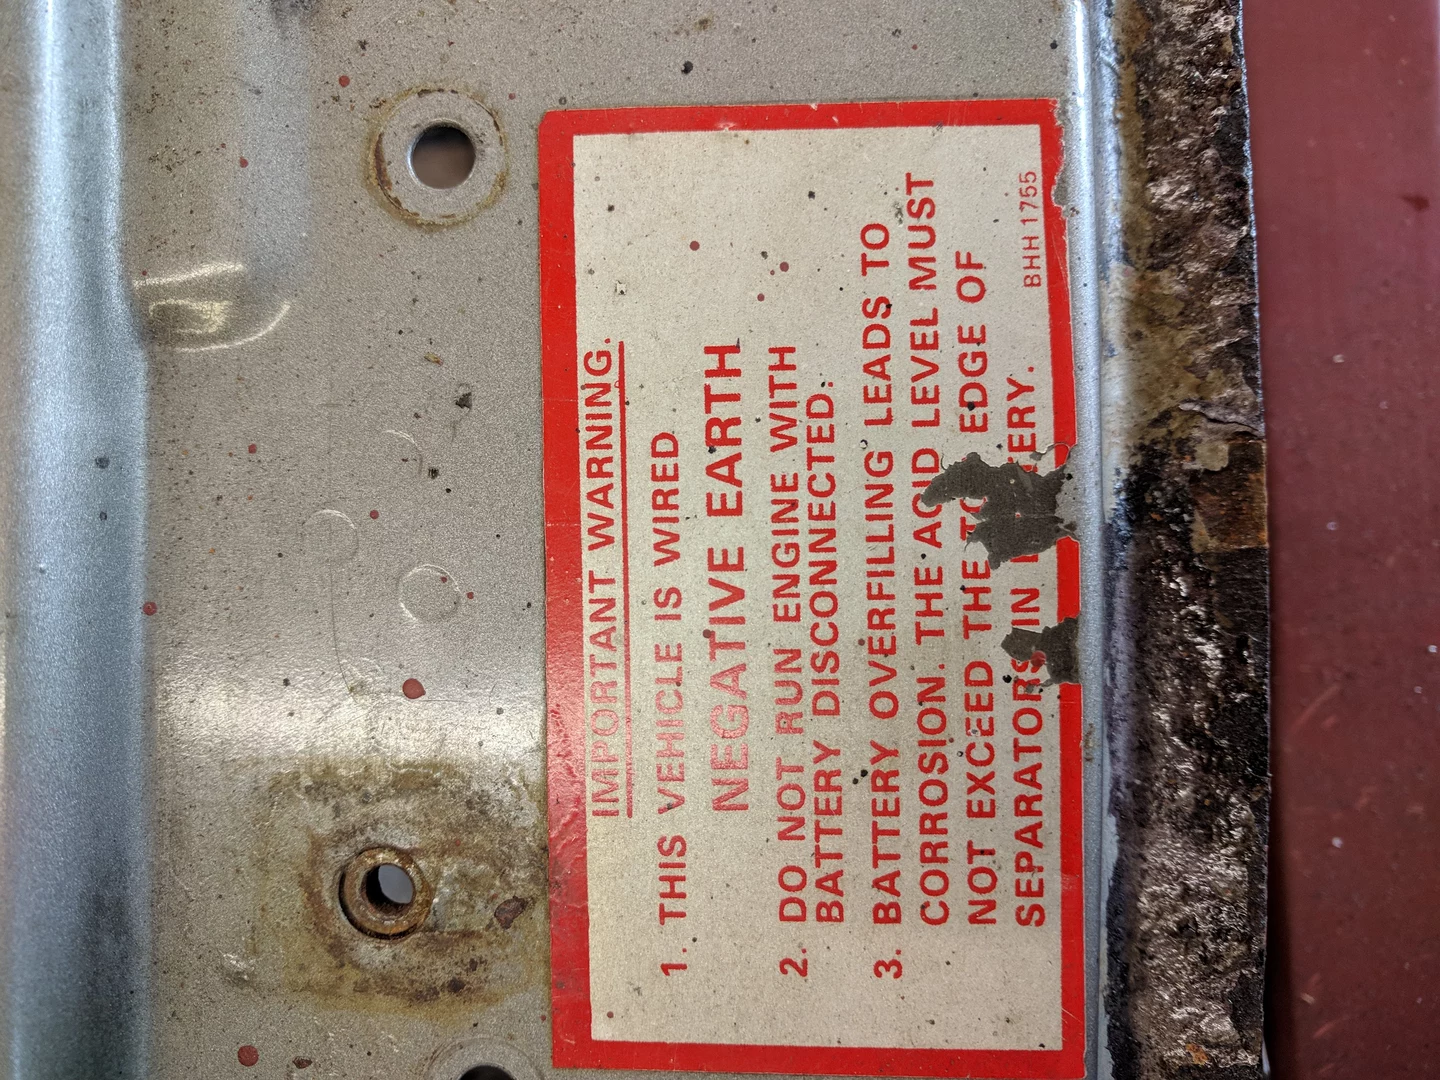 IMPORTANT WARNING.
1. THIS VEHICLE IS WIRED
NEGATIVE EARTH
2. DO NOT RUN ENGINE WITH
BATTERY DISCONNECTED.
3. BATTERY OVERFILLING LEADS TO
CORROSION. THE ACID LEVEL MUST
NOT EXCEED THE EDGE OF
SEPARATORS IN
BHH 1755